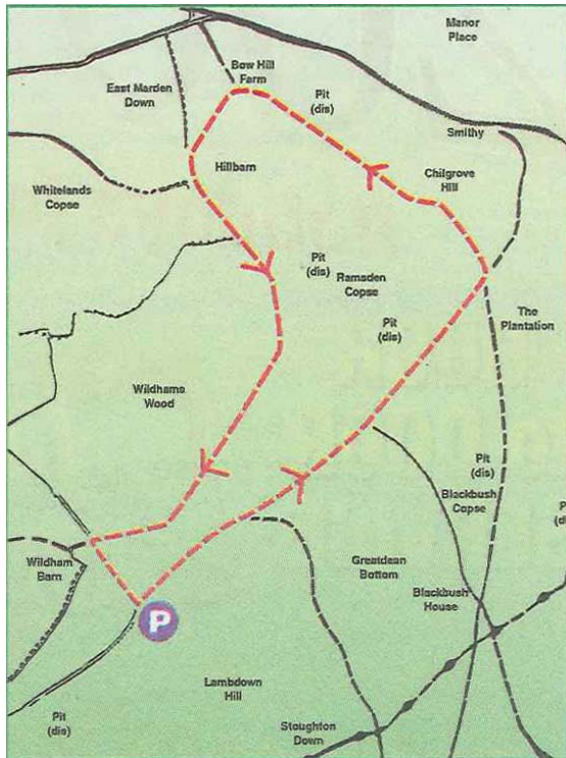 Manor
Place
Bow Hill
Farm
East Marden
Down
Pit
(dis)
Smithy
Hillbarn
Chilgrove
Hill
Whitelands
Copse
Pit
(dis)
Ramsden
Copse
The
Plantation
Pit
(dis)
Wildhams
Wood
Pit
(dis)
Blackbush
Copse
Wildham
Barn
Greatdean
Bottom
Blackbush
House
P
Lambdown
Hill
Pit
(dis)
Stoughton
Down